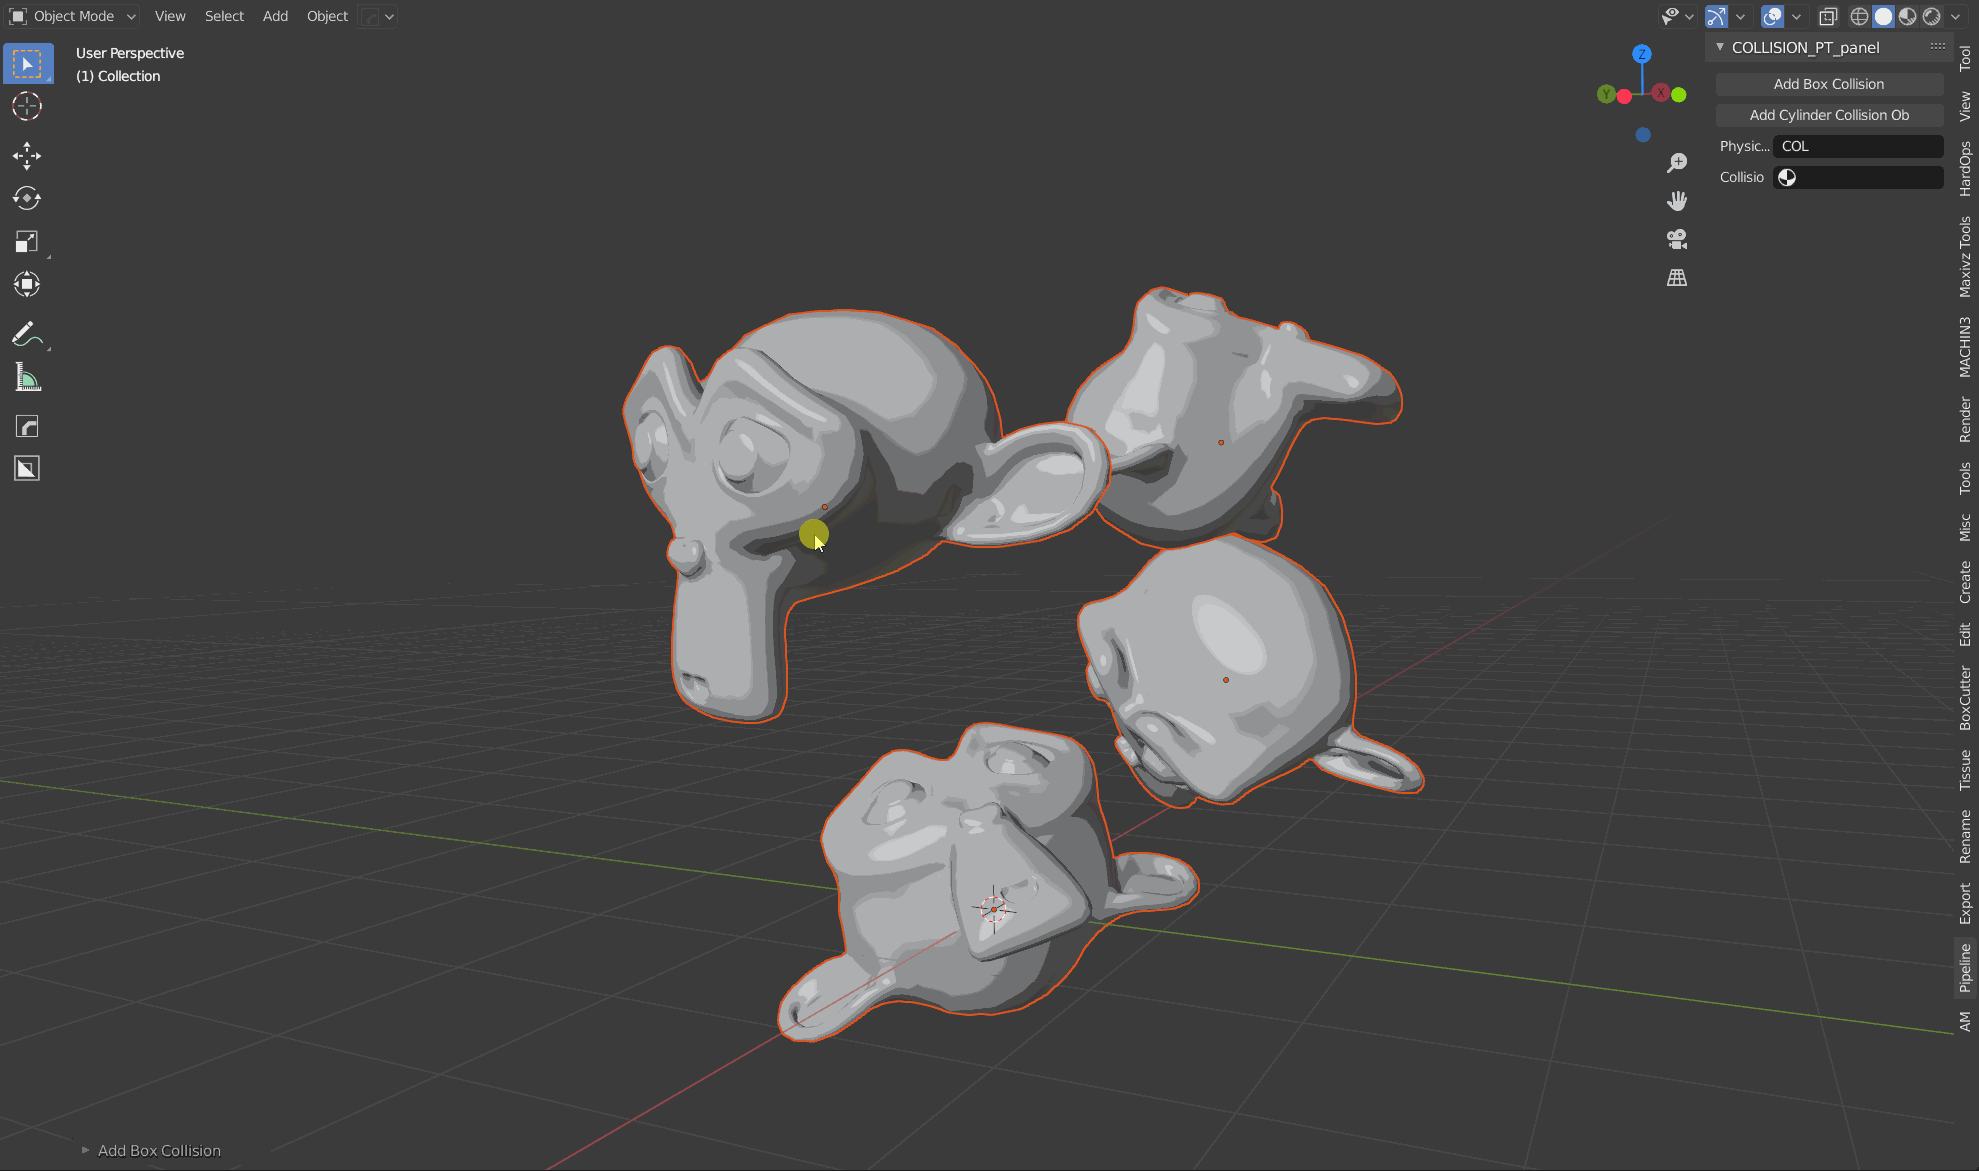 Object Mode View Select Add Object
User Perspective
(1) Collection
Z
Y
X
COLLISION_PT_panel
Add Box Collision
Add Cylinder Collision Ob
Physic... COL
Collisio
Tool
View
HardOps
Maxivz Tools
MACHIN3
Render
Tools
Misc
Create
Edit
BoxCutter
Tissue
Rename
Export
Pipeline
AM
Add Box Collision